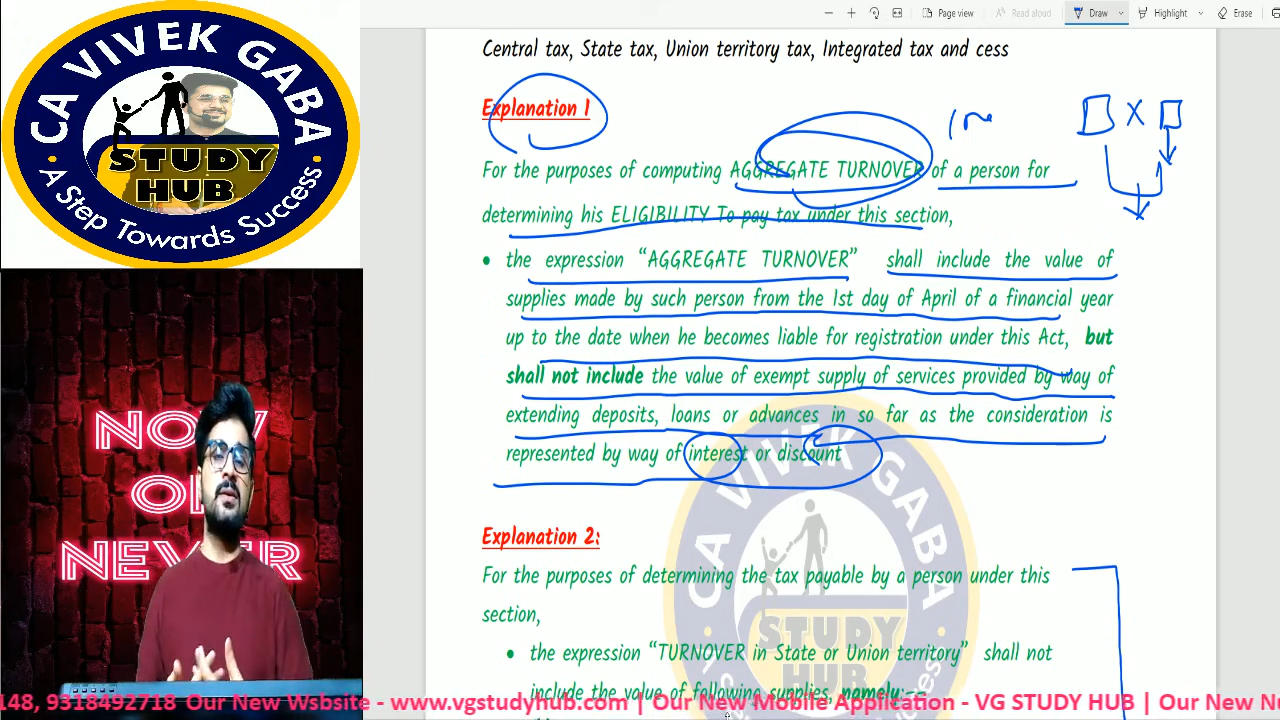 CA VIVEK GABA
STUDY
HUB
A Step Towards Success
NOW
OR
NEVER
Page view
Read aloud
Draw
Highlight
Erase
Central tax, State tax, Union territory tax, Integrated tax and cess
Explanation 1
For the purposes of computing AGGREGATE TURNOVER of a person for
determining his ELIGIBILITY To pay tax under this section,
• the expression “AGGREGATE TURNOVER” shall include the value of
supplies made by such person from the 1st day of April of a financial year
up to the date when he becomes liable for registration under this Act, but
shall not include the value of exempt supply of services provided by way of
extending deposits, loans or advances in so far as the consideration is
represented by way of interest or discount
Explanation 2:
For the purposes of determining the tax payable by a person under this
section,
• the expression “TURNOVER in State or Union territory” shall not
include the value of following supplies, namely:--
CA VIVEK GABA
STUDY
148, 9318492718 Our New Wsbsite - www.vgstudyhub.com | Our New Mobile Application - VG STUDY HUB | Our New N